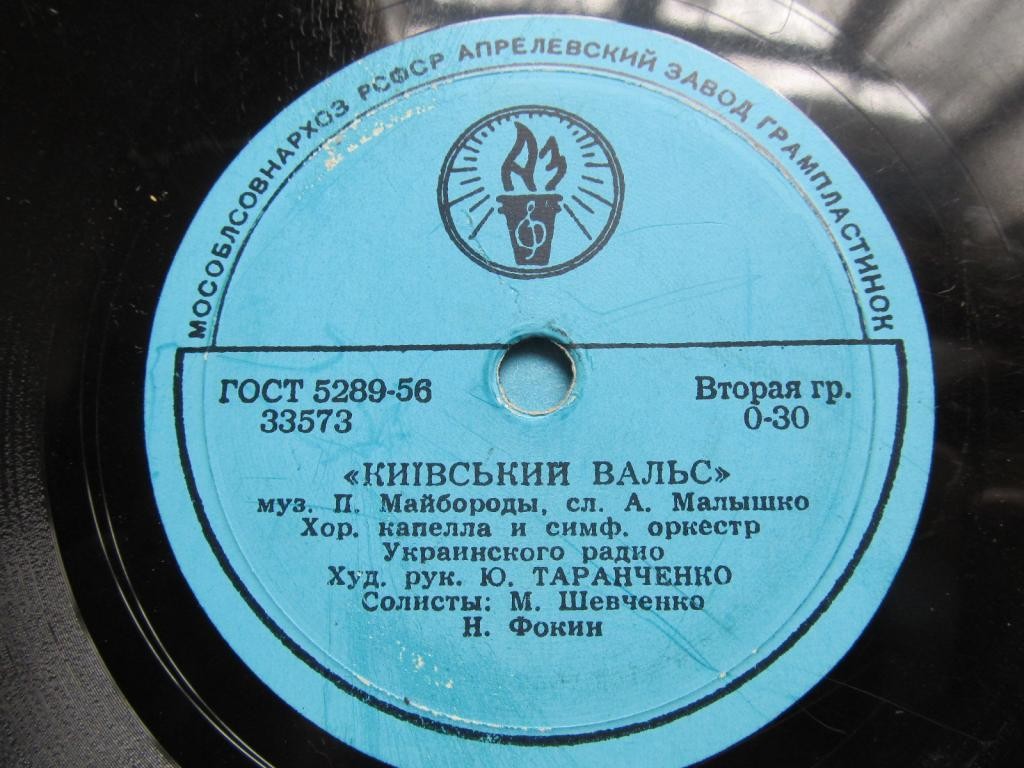 МОСОБЛСОВНАРХОЗ РСФСР АПРЕЛЕВСКИЙ ЗАВОД ГРАМПЛАСТИНОК
АЗ
ГОСТ 5289-56
33573
Вторая гр.
0-30
«КИЇВСЬКИЙ ВАЛЬС»
муз. П. Майбороды, сл. А. Малышко
Хор. капелла и симф. оркестр
Украинского радио
Худ. рук. Ю. ТАРАНЧЕНКО
Солисты: М. Шевченко
Н. Фокин